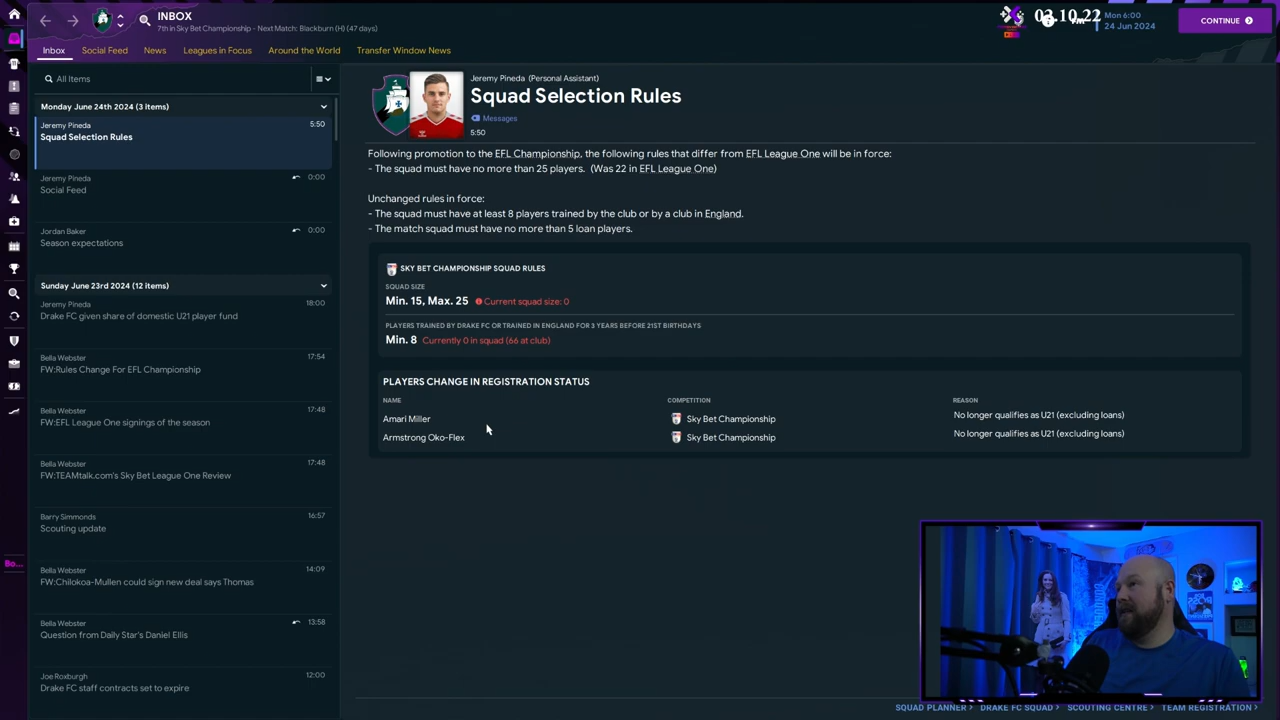 INBOX
7th in Sky Bet Championship - Next Match: Blackburn (H) (47 days)
03.10.22
Mon 6:00
24 Jun 2024
CONTINUE
Inbox
Social Feed
News
Leagues in Focus
Around the World
Transfer Window News
All Items
Monday June 24th 2024 (3 items)
Jeremy Pineda 5:50
Squad Selection Rules
Jeremy Pineda 0:00
Social Feed
Jordan Baker 0:00
Season expectations
Sunday June 23rd 2024 (12 items)
Jeremy Pineda 18:00
Drake FC given share of domestic U21 player fund
Bella Webster 17:54
FW:Rules Change For EFL Championship
Bella Webster 17:48
FW:EFL League One signings of the season
Bella Webster 17:48
FW:TEAMtalk.com's Sky Bet League One Review
Barry Simmonds 16:57
Scouting update
Bella Webster 14:09
FW:Chilokoa-Mullen could sign new deal says Thomas
Bella Webster 13:58
Question from Daily Star's Daniel Ellis
Joe Roxburgh 12:00
Drake FC staff contracts set to expire
Bo...
Jeremy Pineda (Personal Assistant)
Squad Selection Rules
Messages
5:50
Following promotion to the EFL Championship, the following rules that differ from EFL League One will be in force:
- The squad must have no more than 25 players. (Was 22 in EFL League One)
Unchanged rules in force:
- The squad must have at least 8 players trained by the club or by a club in England.
- The match squad must have no more than 5 loan players.
SKY BET CHAMPIONSHIP SQUAD RULES
SQUAD SIZE
Min. 15, Max. 25 Current squad size: 0
PLAYERS TRAINED BY DRAKE FC OR TRAINED IN ENGLAND FOR 3 YEARS BEFORE 21ST BIRTHDAYS
Min. 8 Currently 0 in squad (66 at club)
PLAYERS CHANGE IN REGISTRATION STATUS
NAME COMPETITION REASON
Amari Miller Sky Bet Championship No longer qualifies as U21 (excluding loans)
Armstrong Oko-Flex Sky Bet Championship No longer qualifies as U21 (excluding loans)
SQUAD PLANNER > DRAKE FC SQUAD > SCOUTING CENTRE > TEAM REGISTRATION >